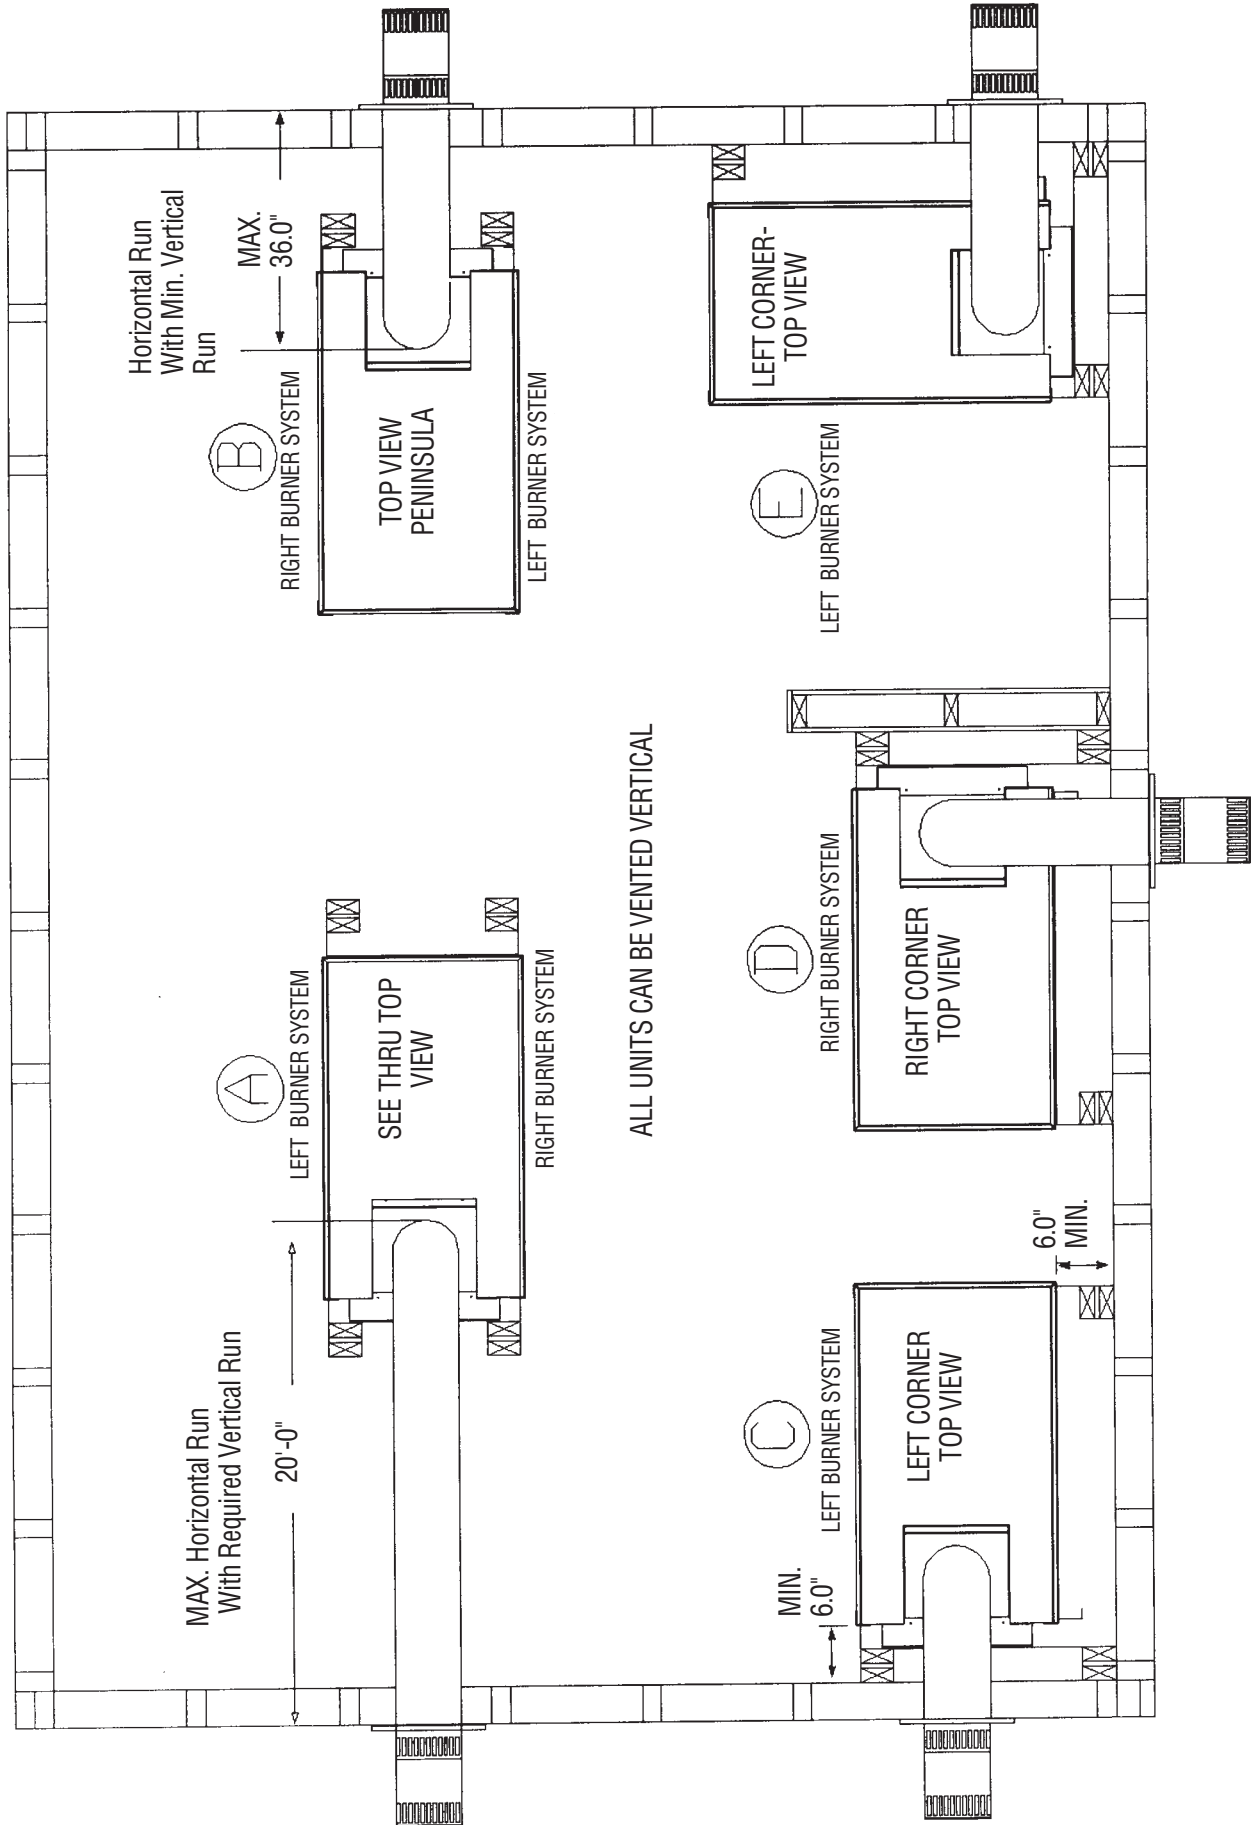 MAX. Horizontal Run
With Required Vertical Run
20'-0"
A
LEFT BURNER SYSTEM
SEE THRU TOP
VIEW
RIGHT BURNER SYSTEM
Horizontal Run
With Min. Vertical
Run
MAX.
36.0"
B
RIGHT BURNER SYSTEM
TOP VIEW
PENINSULA
LEFT BURNER SYSTEM
ALL UNITS CAN BE VENTED VERTICAL
MIN.
6.0"
C
LEFT BURNER SYSTEM
LEFT CORNER
TOP VIEW
6.0"
MIN.
D
RIGHT BURNER SYSTEM
RIGHT CORNER
TOP VIEW
E
LEFT BURNER SYSTEM
LEFT CORNER-
TOP VIEW